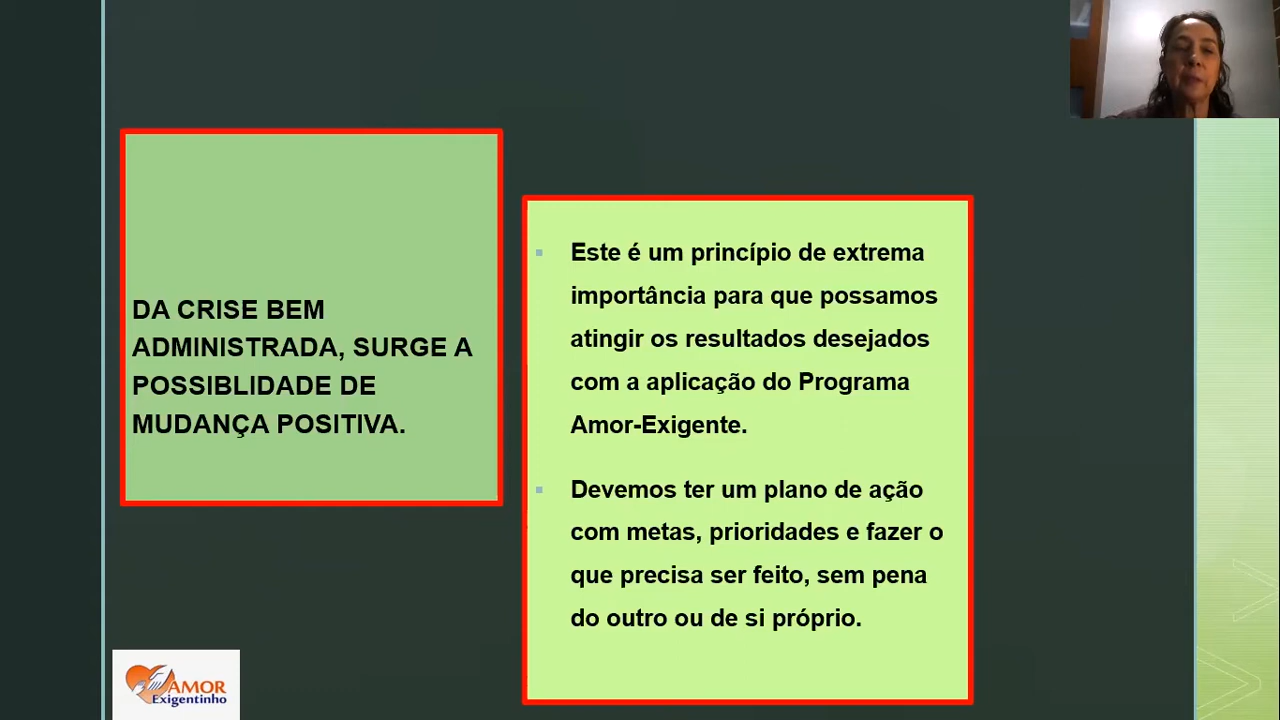 DA CRISE BEM
ADMINISTRADA, SURGE A
POSSIBLIDADE DE
MUDANÇA POSITIVA.
Este é um princípio de extrema
importância para que possamos
atingir os resultados desejados
com a aplicação do Programa
Amor-Exigente.
Devemos ter um plano de ação
com metas, prioridades e fazer o
que precisa ser feito, sem pena
do outro ou de si próprio.
AMOR
Exigentinho